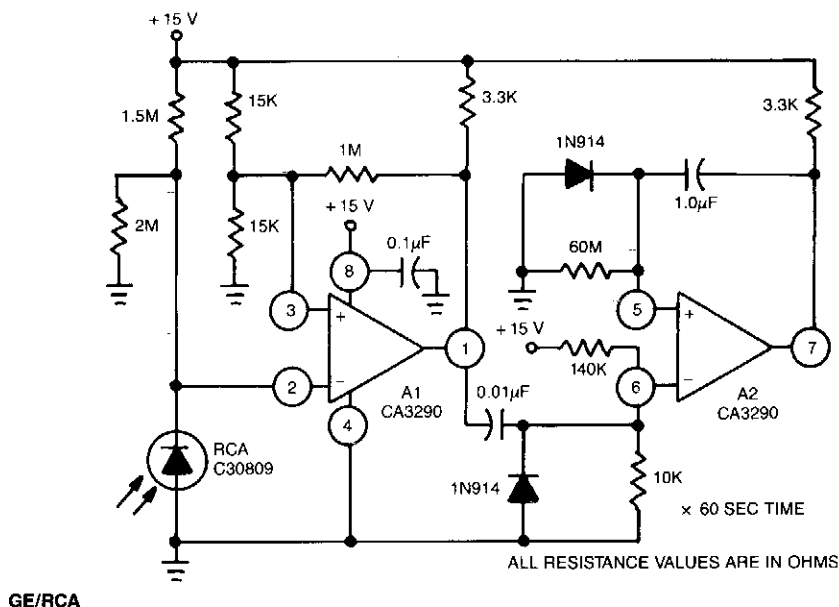 + 15 V
1.5M
15K
3.3K
3.3K
1N914
1M
1.0µF
2M
15K
+ 15 V
0.1µF
60M
8
3
+
5
+
+ 15 V
1
7
140K
2
−
A1
CA3290
6
−
A2
CA3290
0.01µF
4
RCA
C30809
1N914
10K
× 60 SEC TIME
ALL RESISTANCE VALUES ARE IN OHMS
GE/RCA